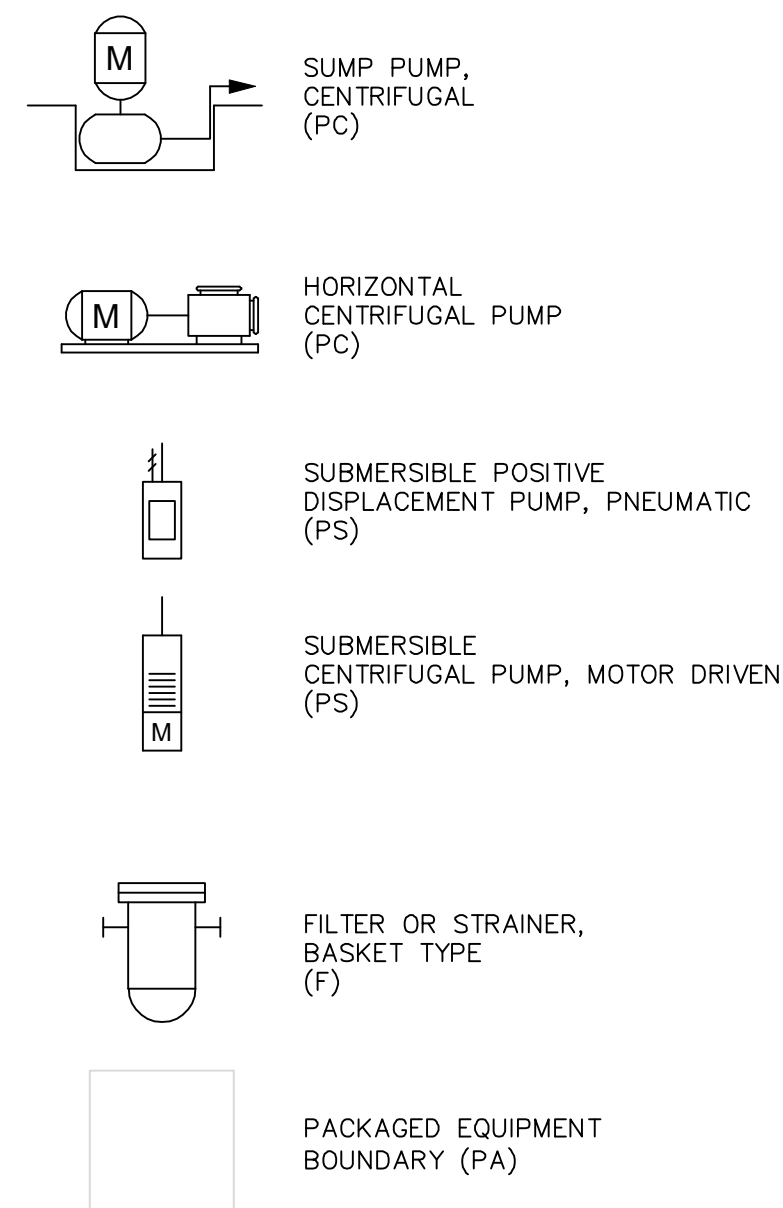 M
SUMP PUMP,
CENTRIFUGAL
(PC)
M
HORIZONTAL
CENTRIFUGAL PUMP
(PC)
SUBMERSIBLE POSITIVE
DISPLACEMENT PUMP, PNEUMATIC
(PS)
SUBMERSIBLE
CENTRIFUGAL PUMP, MOTOR DRIVEN
(PS)
M
FILTER OR STRAINER,
BASKET TYPE
(F)
PACKAGED EQUIPMENT
BOUNDARY (PA)